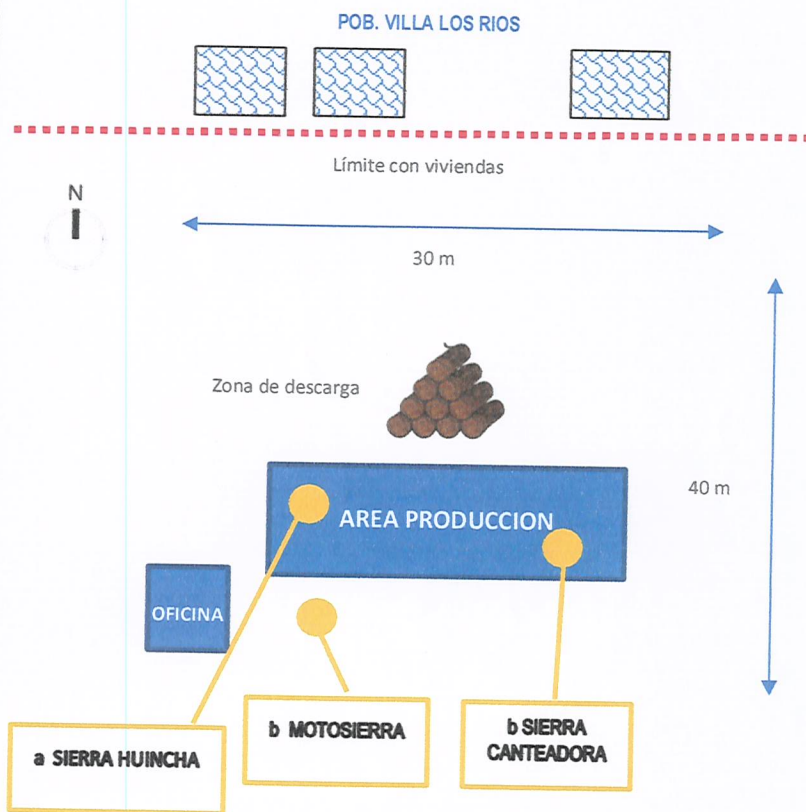 POB. VILLA LOS RIOS
Límite con viviendas
N
30 m
Zona de descarga
40 m
AREA PRODUCCION
OFICINA
a SIERRA HUINCHA
b MOTOSIERRA
b SIERRA
CANTEADORA